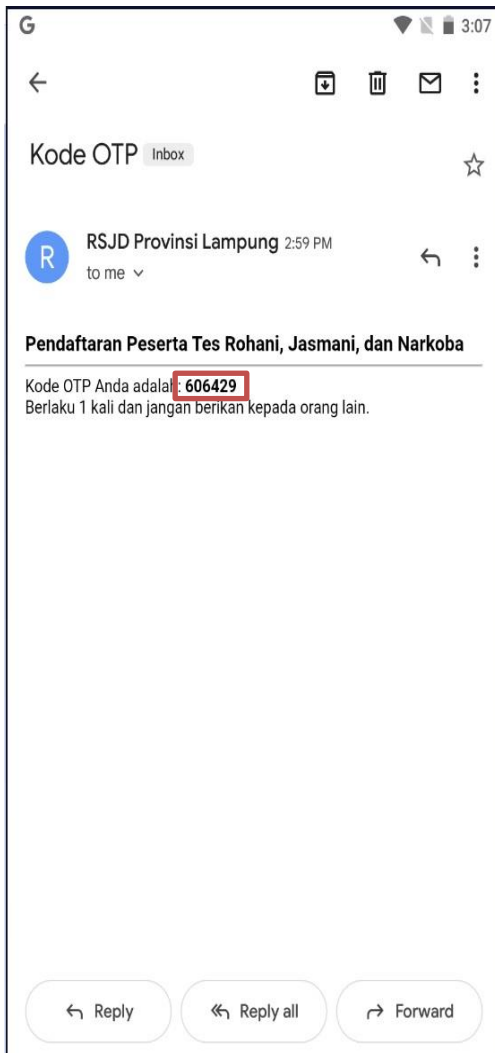 G 3:07
Kode OTP Inbox
R
RSJD Provinsi Lampung 2:59 PM
to me
Pendaftaran Peserta Tes Rohani, Jasmani, dan Narkoba
Kode OTP Anda adalah: 606429
Berlaku 1 kali dan jangan berikan kepada orang lain.
Reply Reply all Forward